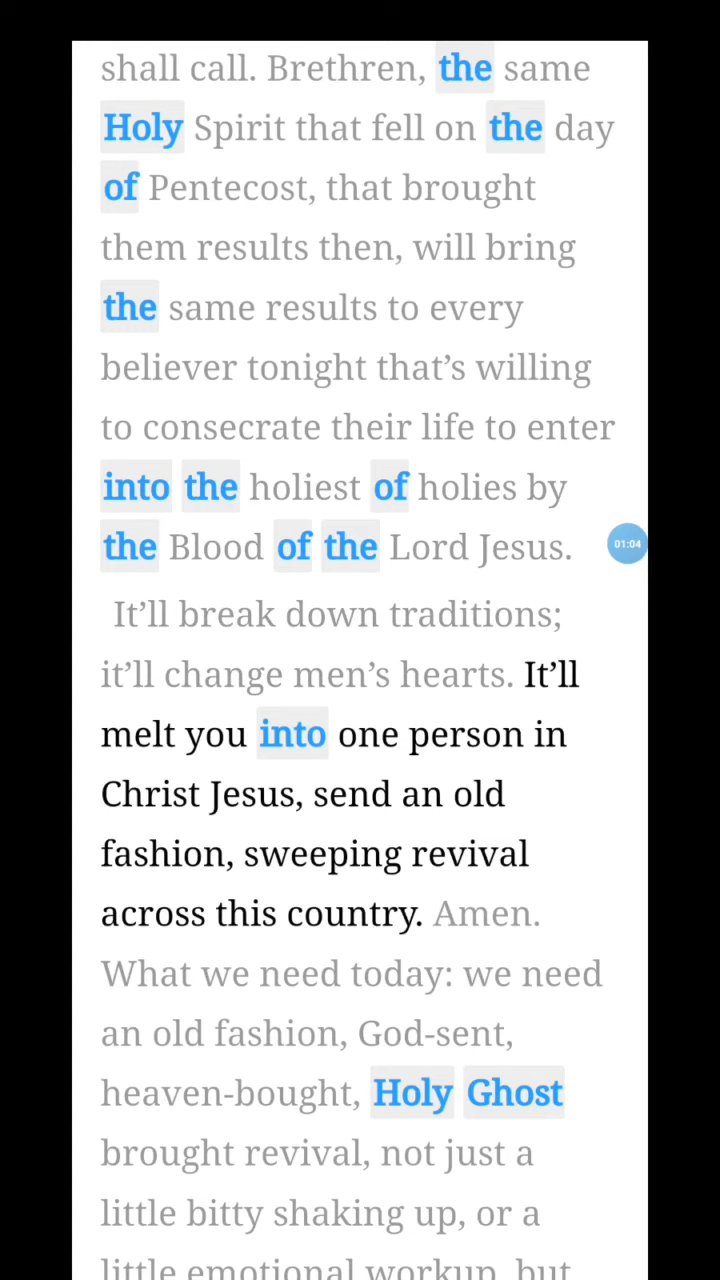 shall call. Brethren, the same
Holy Spirit that fell on the day
of Pentecost, that brought
them results then, will bring
the same results to every
believer tonight that’s willing
to consecrate their life to enter
into the holiest of holies by
the Blood of the Lord Jesus.
01:04
It’ll break down traditions;
it’ll change men’s hearts. It’ll
melt you into one person in
Christ Jesus, send an old
fashion, sweeping revival
across this country. Amen.
What we need today: we need
an old fashion, God-sent,
heaven-bought, Holy Ghost
brought revival, not just a
little bitty shaking up, or a
little emotional workup, but